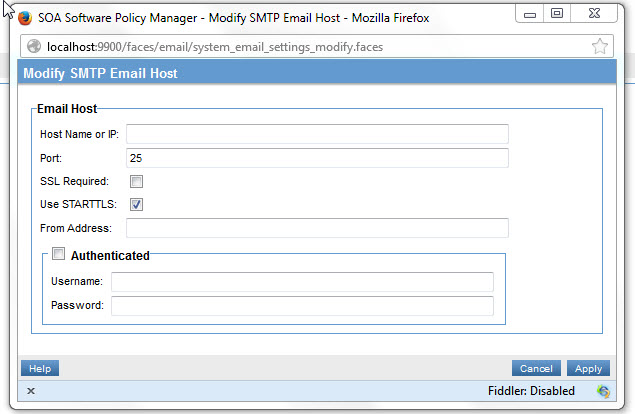 SOA Software Policy Manager - Modify SMTP Email Host - Mozilla Firefox
localhost:9900/faces/email/system_email_settings_modify.faces
Modify SMTP Email Host
Email Host
Host Name or IP:
Port: 25
SSL Required:
Use STARTTLS:
From Address:
Authenticated
Username:
Password:
Help Cancel Apply
x Fiddler: Disabled